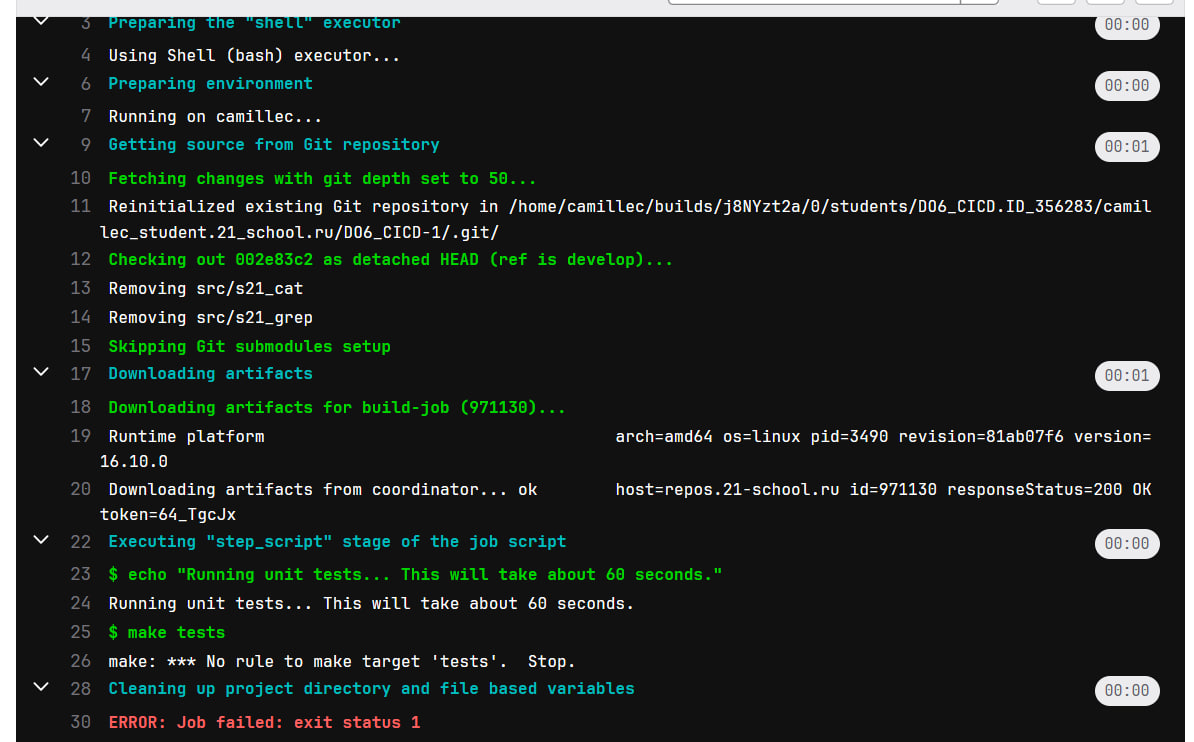 3 Preparing the "shell" executor 00:00
4 Using Shell (bash) executor...
6 Preparing environment 00:00
7 Running on camillec...
9 Getting source from Git repository 00:01
10 Fetching changes with git depth set to 50...
11 Reinitialized existing Git repository in /home/camillec/builds/j8NYzt2a/0/students/DO6_CICD.ID_356283/camil
lec_student.21_school.ru/DO6_CICD-1/.git/
12 Checking out 002e83c2 as detached HEAD (ref is develop)...
13 Removing src/s21_cat
14 Removing src/s21_grep
15 Skipping Git submodules setup
17 Downloading artifacts 00:01
18 Downloading artifacts for build-job (971130)...
19 Runtime platform arch=amd64 os=linux pid=3490 revision=81ab07f6 version=
16.10.0
20 Downloading artifacts from coordinator... ok host=repos.21-school.ru id=971130 responseStatus=200 OK
token=64_TgcJx
22 Executing "step_script" stage of the job script 00:00
23 $ echo "Running unit tests... This will take about 60 seconds."
24 Running unit tests... This will take about 60 seconds.
25 $ make tests
26 make: *** No rule to make target 'tests'.  Stop.
28 Cleaning up project directory and file based variables 00:00
30 ERROR: Job failed: exit status 1